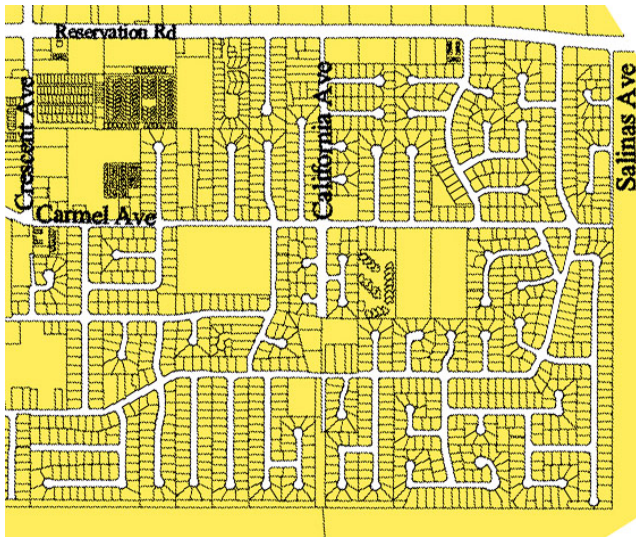 Reservation Rd
Crescent Ave
California Ave
Salinas Ave
Carmel Ave